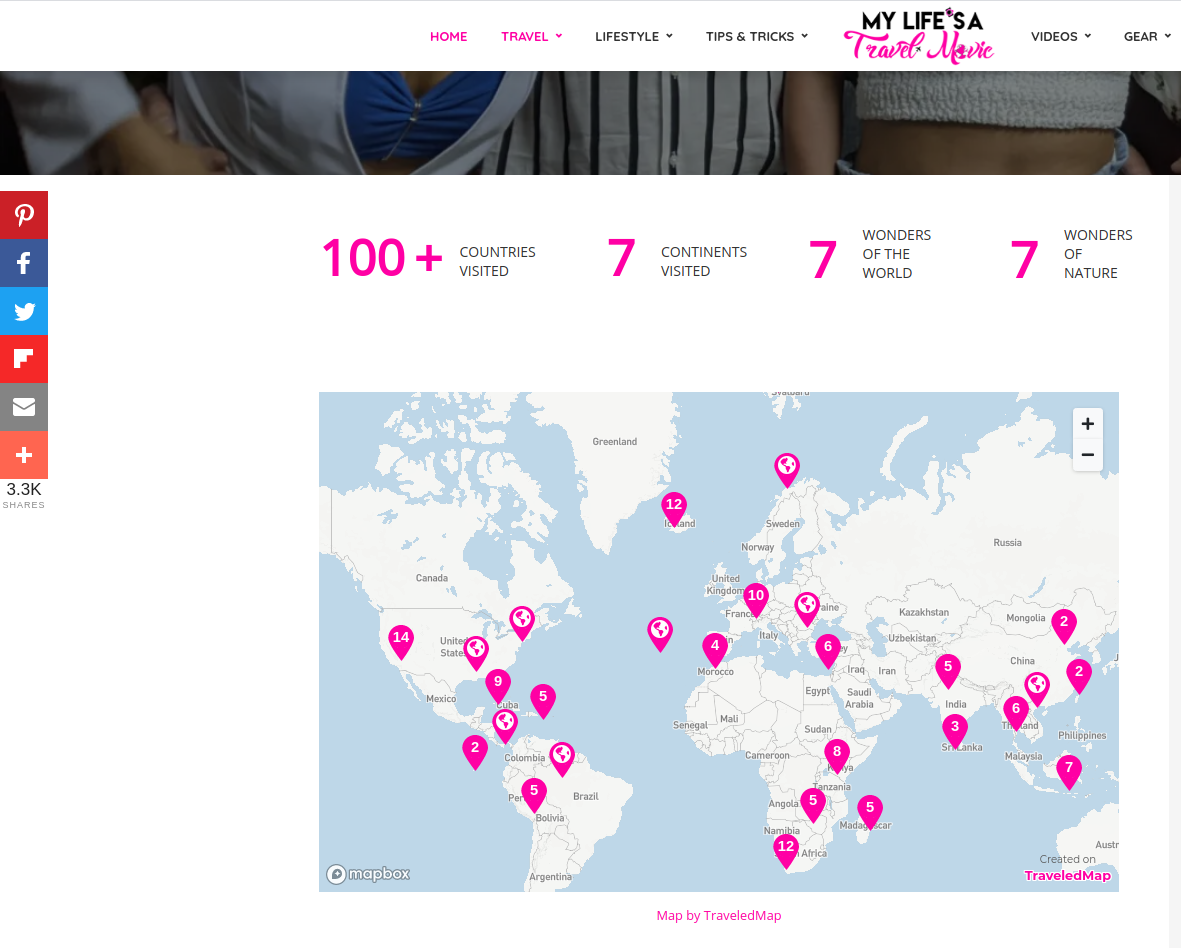 HOME
TRAVEL
LIFESTYLE
TIPS & TRICKS
MY LIFE'S A
Travel Movie
VIDEOS
GEAR
100 +
COUNTRIES
VISITED
7
CONTINENTS
VISITED
7
WONDERS
OF THE
WORLD
7
WONDERS
OF
NATURE
3.3K
SHARES
Svalbard
Greenland
12
Iceland
Sweden
Norway
Russia
Canada
United
Kingdom
10
France
Ukraine
Kazakhstan
Mongolia
2
14
United
States
4
Italy
6
Uzbekistan
Morocco
Iraq
Iran
5
China
2
9
5
Mexico
Cuba
Egypt
Saudi
Arabia
India
6
Thailand
Mali
Senegal
Sudan
3
Sri Lanka
Philippines
2
Colombia
Cameroon
8
Kenya
Malaysia
7
5
Peru
Brazil
Tanzania
Angola
5
5
Madagascar
Bolivia
Namibia
12
Africa
Austr
Argentina
mapbox
Created on
TraveledMap
Map by TraveledMap